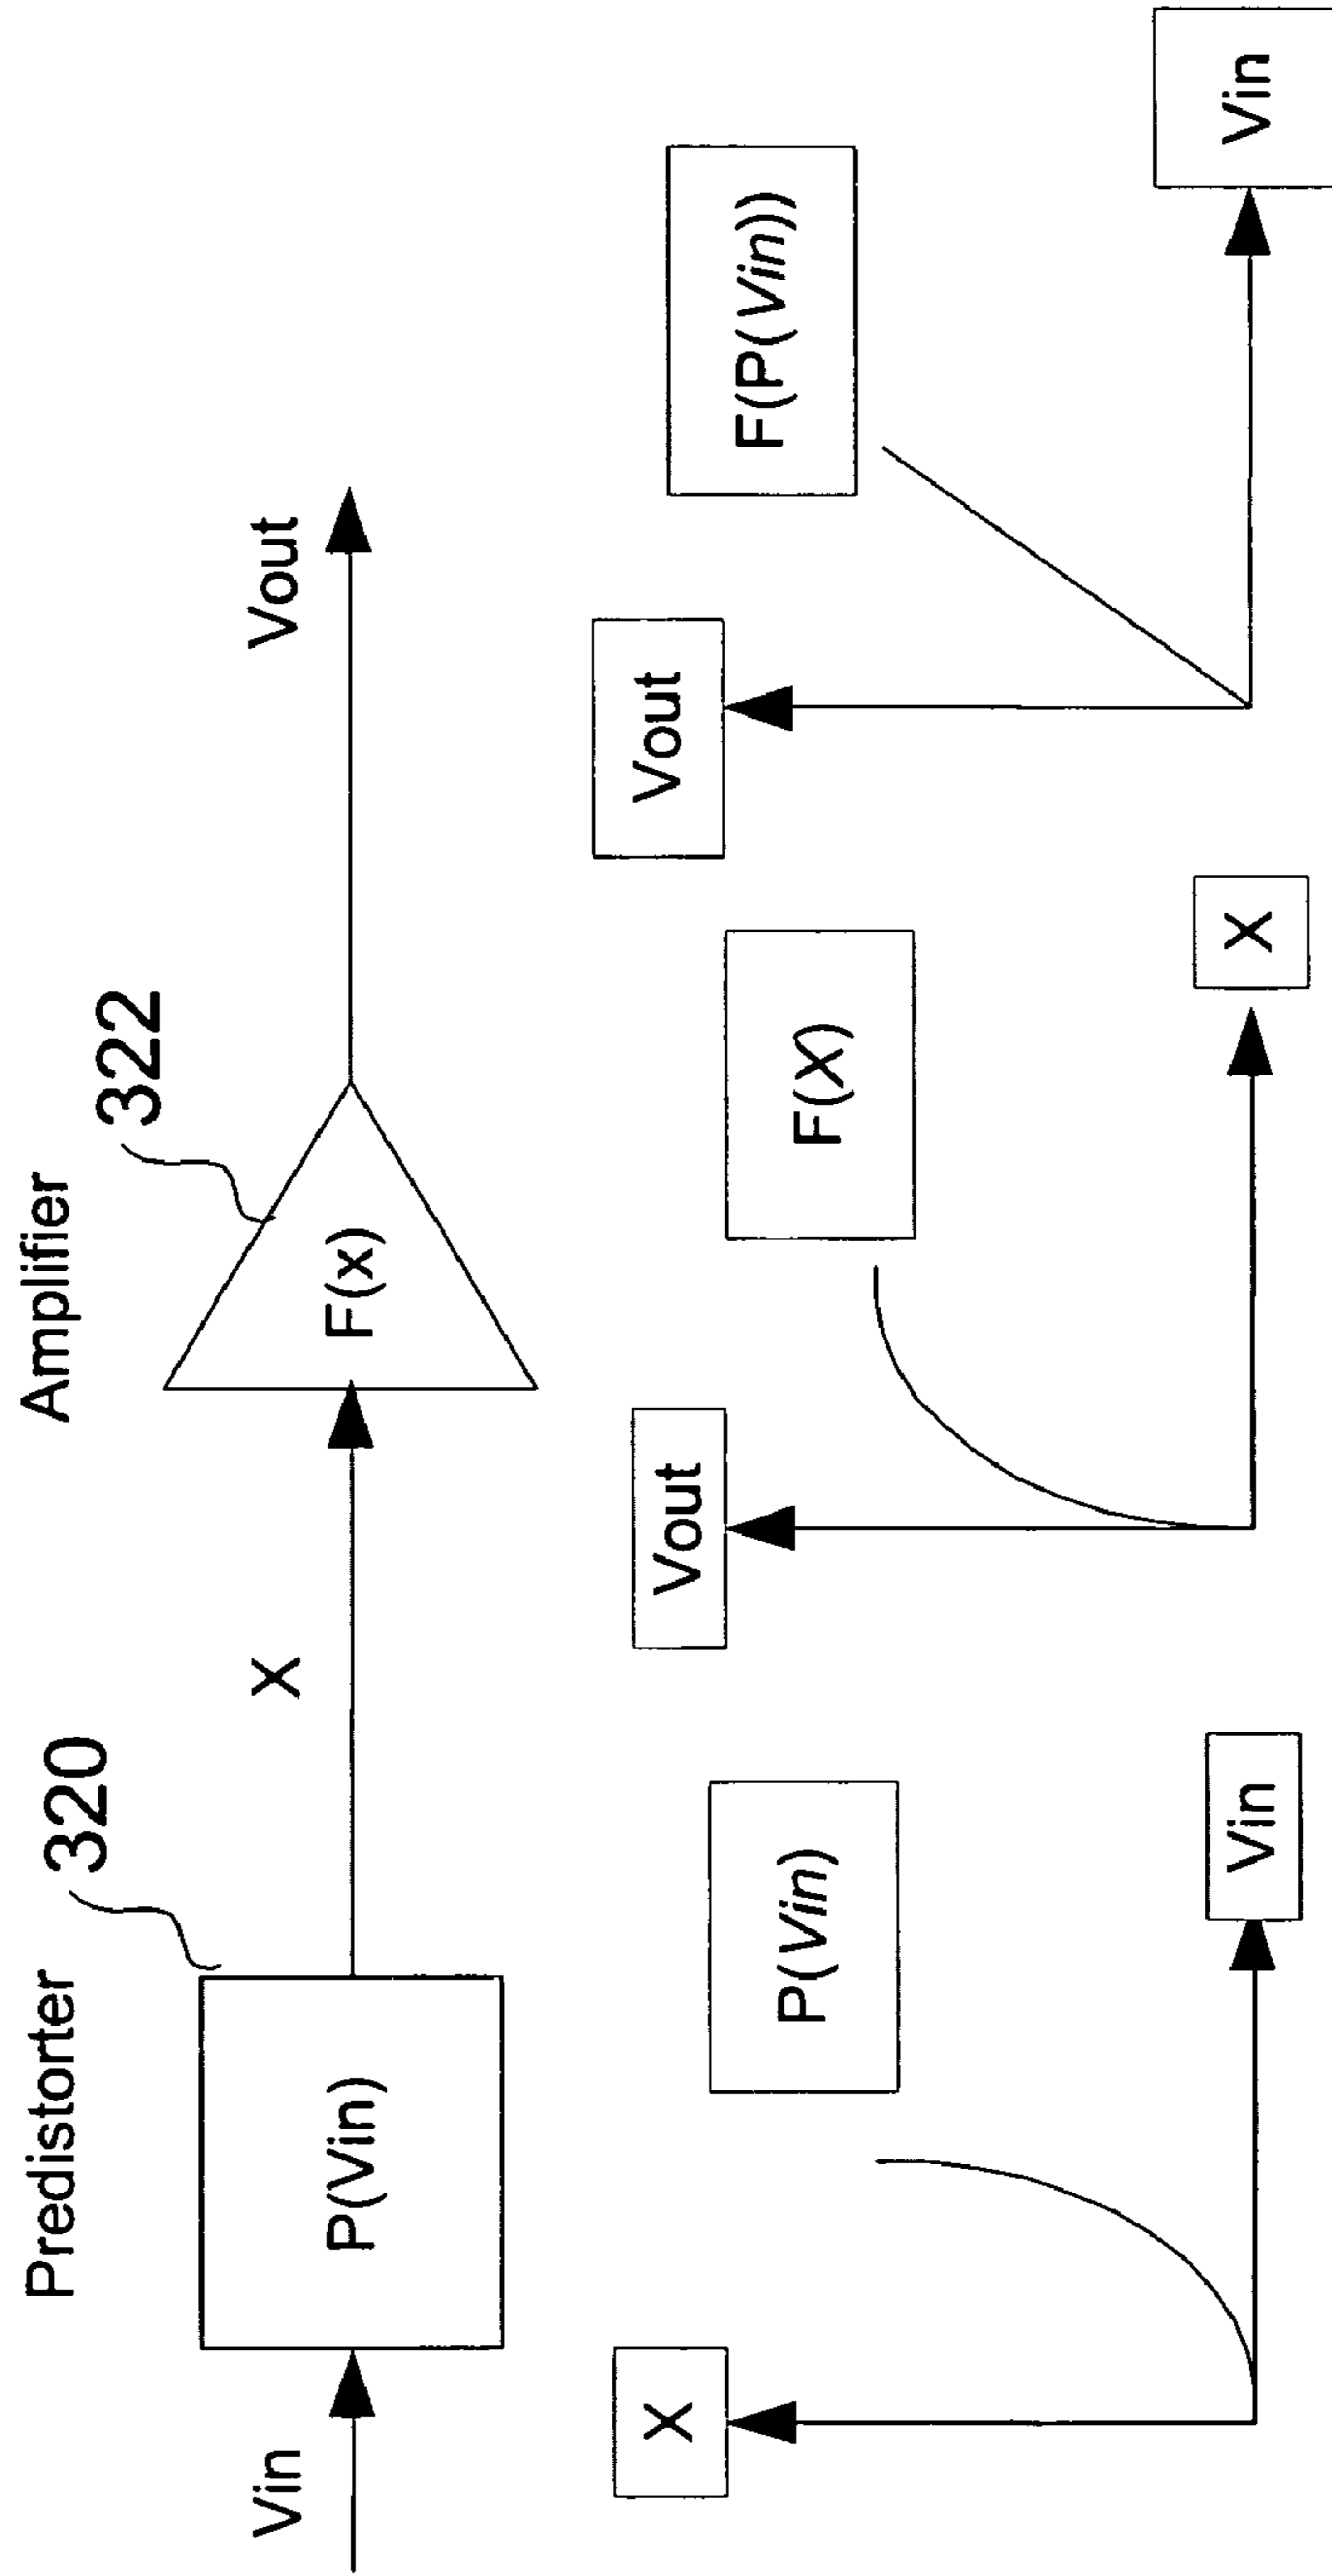 Predistorter
320
Amplifier
322
Vin
P(Vin)
X
F(x)
Vout
X
P(Vin)
Vin
Vout
F(X)
X
Vout
F(P(Vin))
Vin